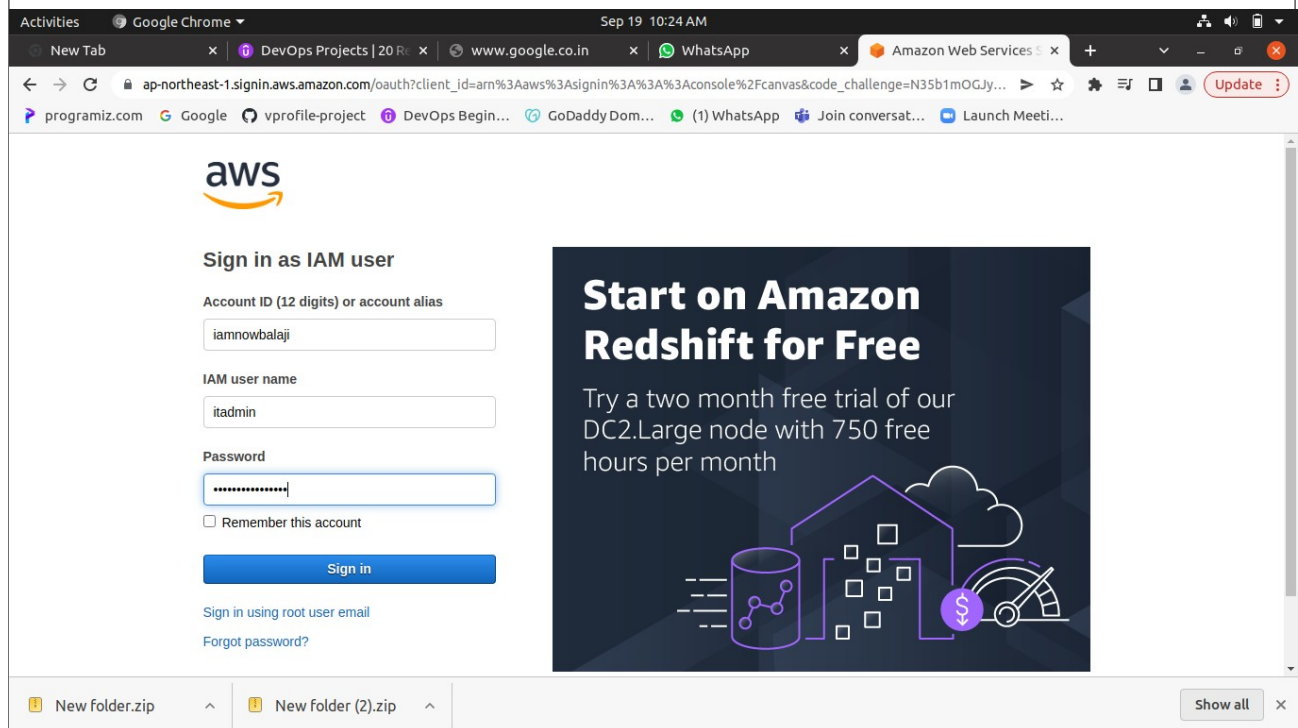 Activities Google Chrome Sep 19 10:24 AM
New Tab DevOps Projects | 20 Re www.google.co.in WhatsApp Amazon Web Services S
ap-northeast-1.signin.aws.amazon.com/oauth?client_id=arn%3Aaws%3Asignin%3A%3A%3Aconsole%2Fcanvas&code_challenge=N35b1mOGJy... Update
programiz.com Google vprofile-project DevOps Begin... GoDaddy Dom... (1) WhatsApp Join conversat... Launch Meeti...
aws
Sign in as IAM user
Account ID (12 digits) or account alias
iamnowbalaji
IAM user name
itadmin
Password
••••••••••••••••
Remember this account
Sign in
Sign in using root user email
Forgot password?
Start on Amazon
Redshift for Free
Try a two month free trial of our
DC2.Large node with 750 free
hours per month
$
New folder.zip New folder (2).zip Show all